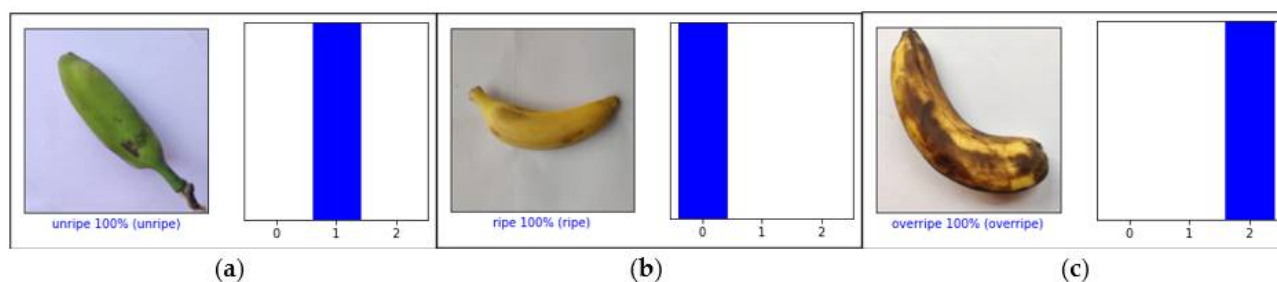 unripe 100% (unripe)
0 1 2
ripe 100% (ripe)
0 1 2
overripe 100% (overripe)
0 1 2
(a)
(b)
(c)